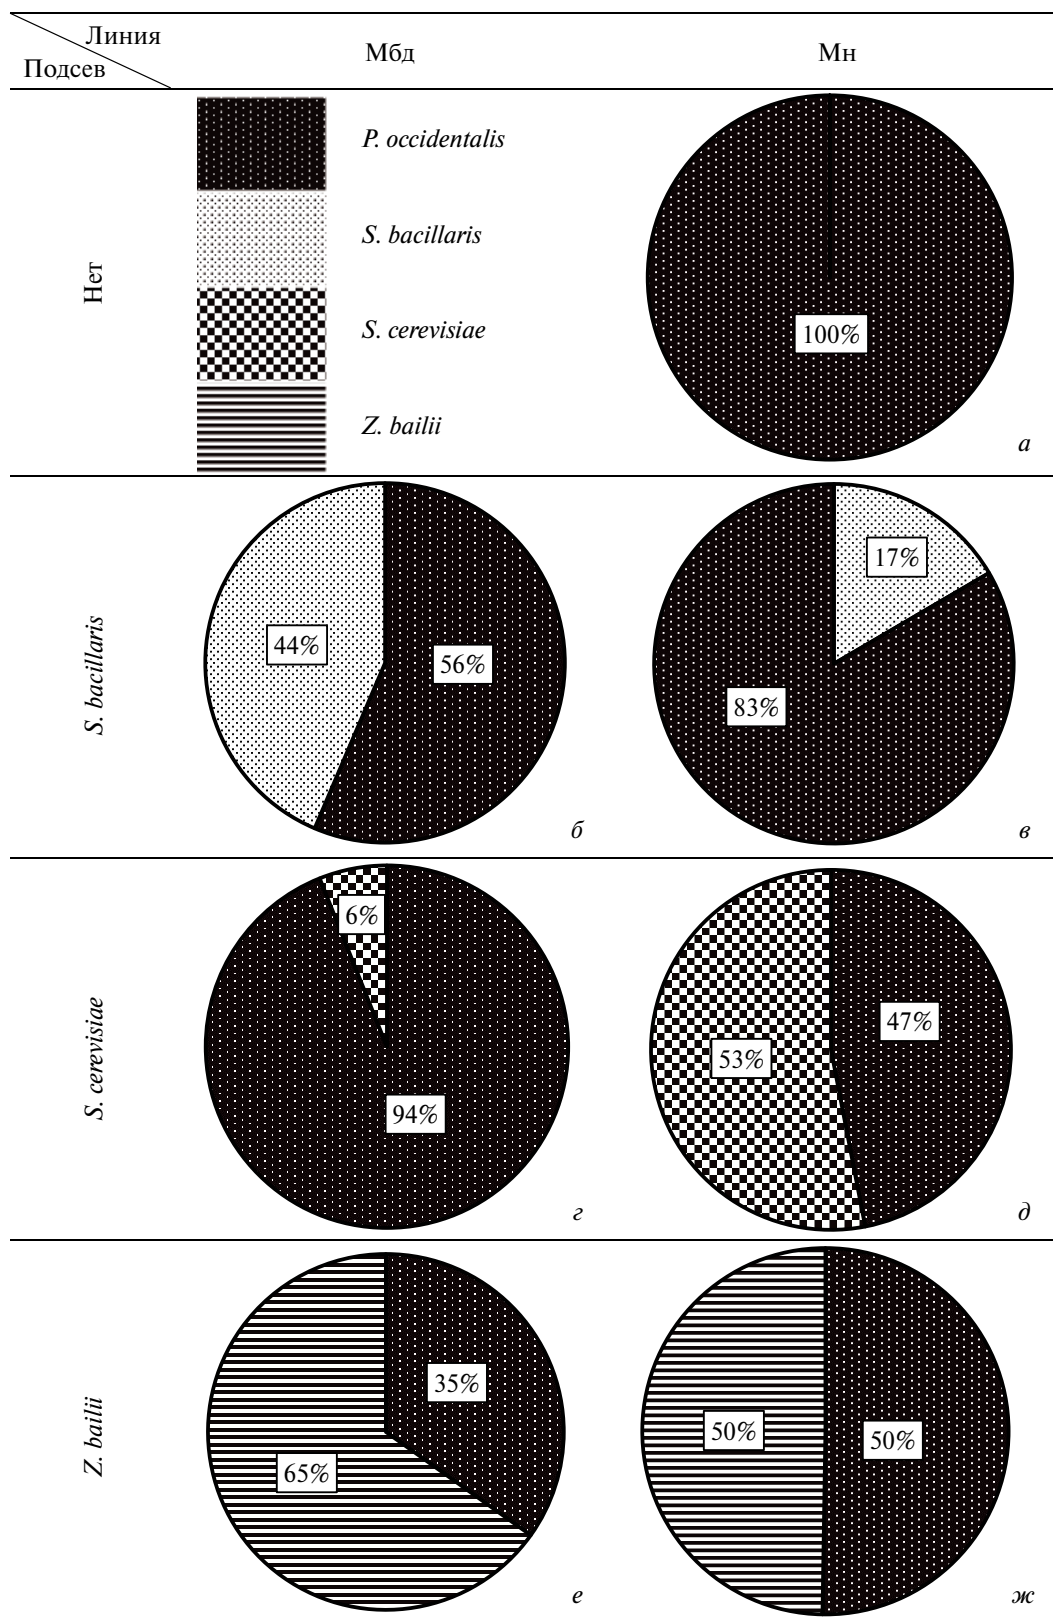 Линия
Подсев
Мбд
Мн
Нет
P. occidentalis
S. bacillaris
S. cerevisiae
Z. bailii
100%
а
S. bacillaris
44%
56%
б
17%
83%
в
S. cerevisiae
6%
94%
г
53%
47%
д
Z. bailii
35%
65%
е
50%
50%
ж